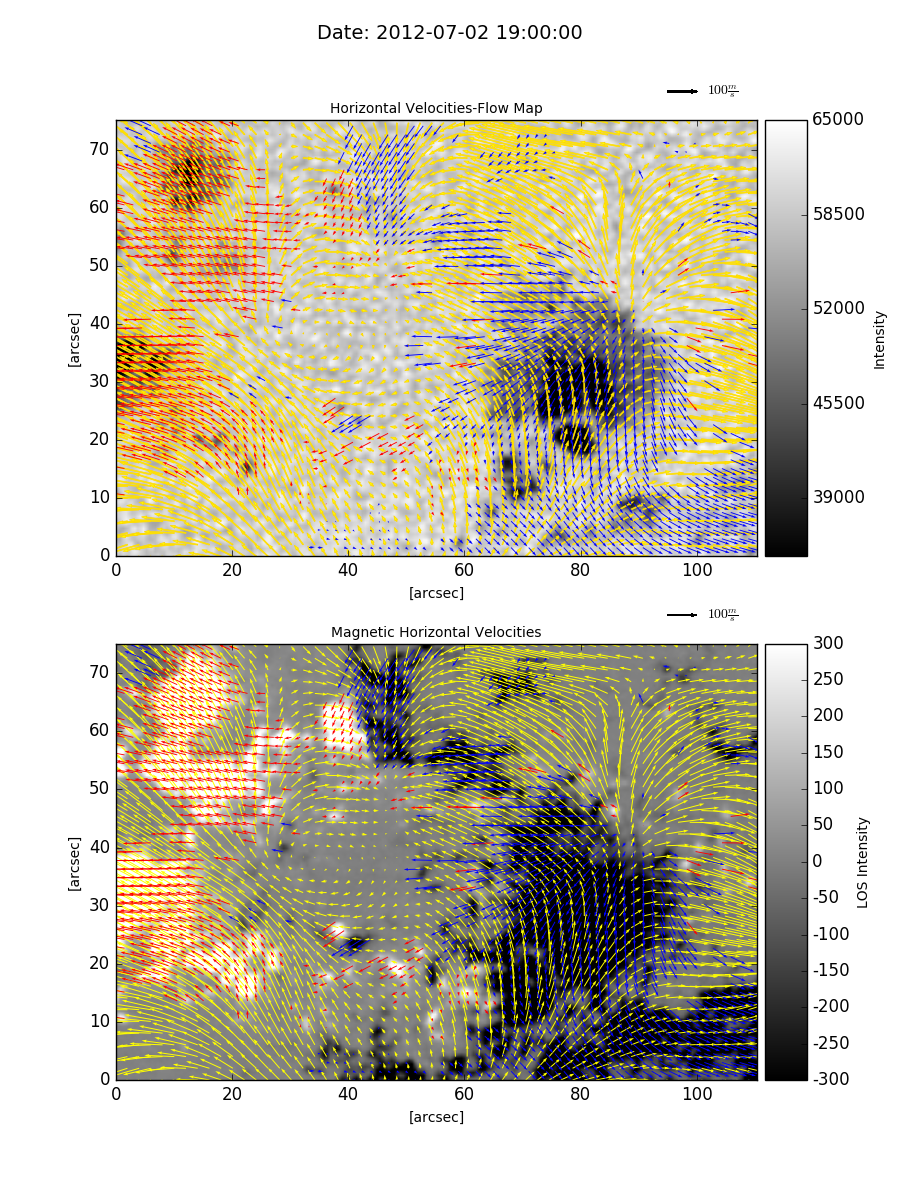 Date: 2012-07-02 19:00:00
100 m/s
Horizontal Velocities-Flow Map
70
60
50
40
30
20
10
0
[arcsec]
0 20 40 60 80 100
[arcsec]
65000
58500
52000
45500
39000
Intensity
100 m/s
Magnetic Horizontal Velocities
70
60
50
40
30
20
10
0
[arcsec]
0 20 40 60 80 100
[arcsec]
300
250
200
150
100
50
0
-50
-100
-150
-200
-250
-300
LOS Intensity